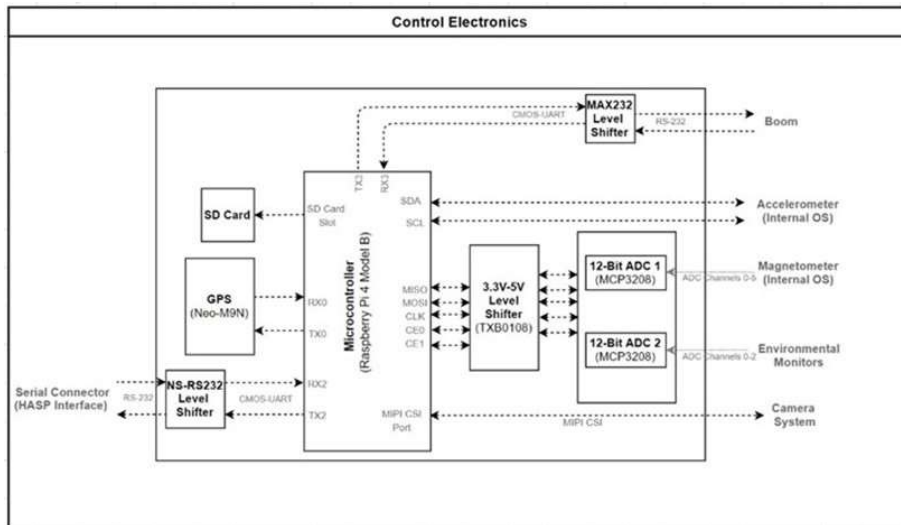 Control Electronics
MAX232
Level
Shifter
CMOS-UART
RS-232
Boom
TX3
RX3
SD Card
SD Card
Slot
SDA
SCL
Accelerometer
(Internal OS)
Microcontroller
(Raspberry Pi 4 Model B)
GPS
(Neo-M9N)
RX0
TX0
MISO
MOSI
CLK
CE0
CE1
3.3V-5V
Level
Shifter
(TXB0108)
12-Bit ADC 1
(MCP3208)
ADC Channels 0-5
Magnetometer
(Internal OS)
12-Bit ADC 2
(MCP3208)
ADC Channels 0-2
Environmental
Monitors
Serial Connector
(HASP Interface)
RS-232
NS-RS232
Level
Shifter
CMOS-UART
RX2
TX2
MIPI CSI
Port
MIPI CSI
Camera
System